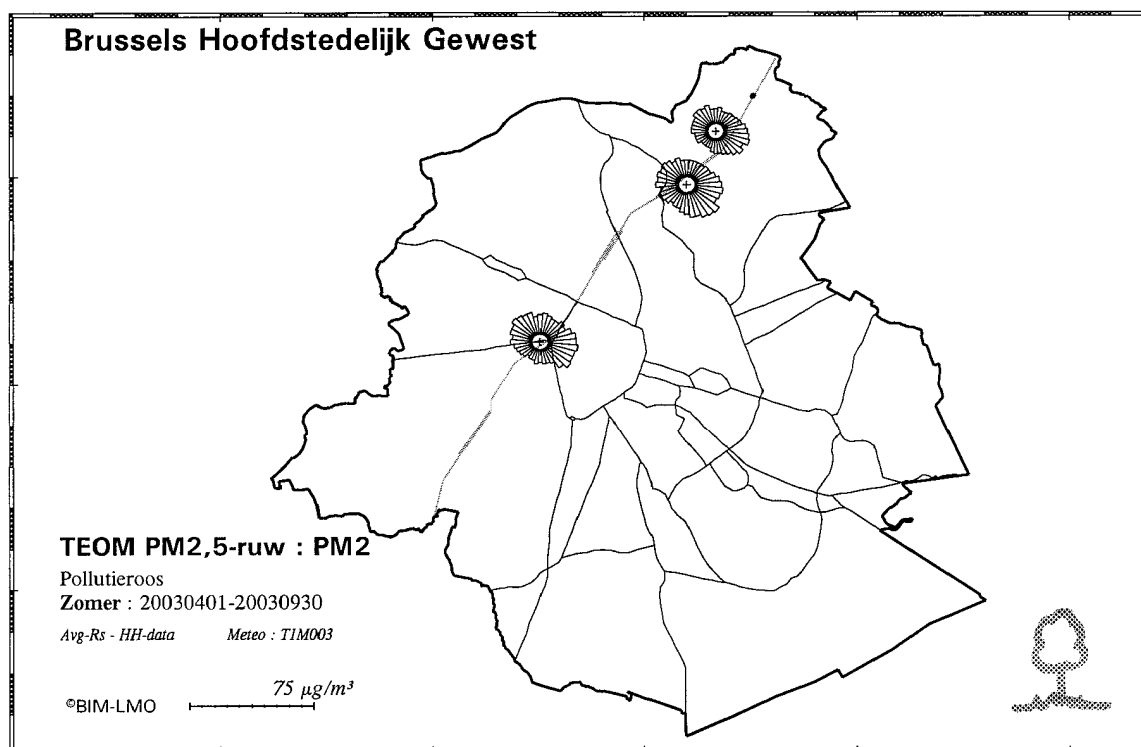 Brussels Hoofdstedelijk Gewest
TEOM PM2,5-ruw : PM2
Pollutieroos
Zomer : 20030401-20030930
Avg-Rs - HH-data Meteo : T1M003
75 µg/m³
©BIM-LMO